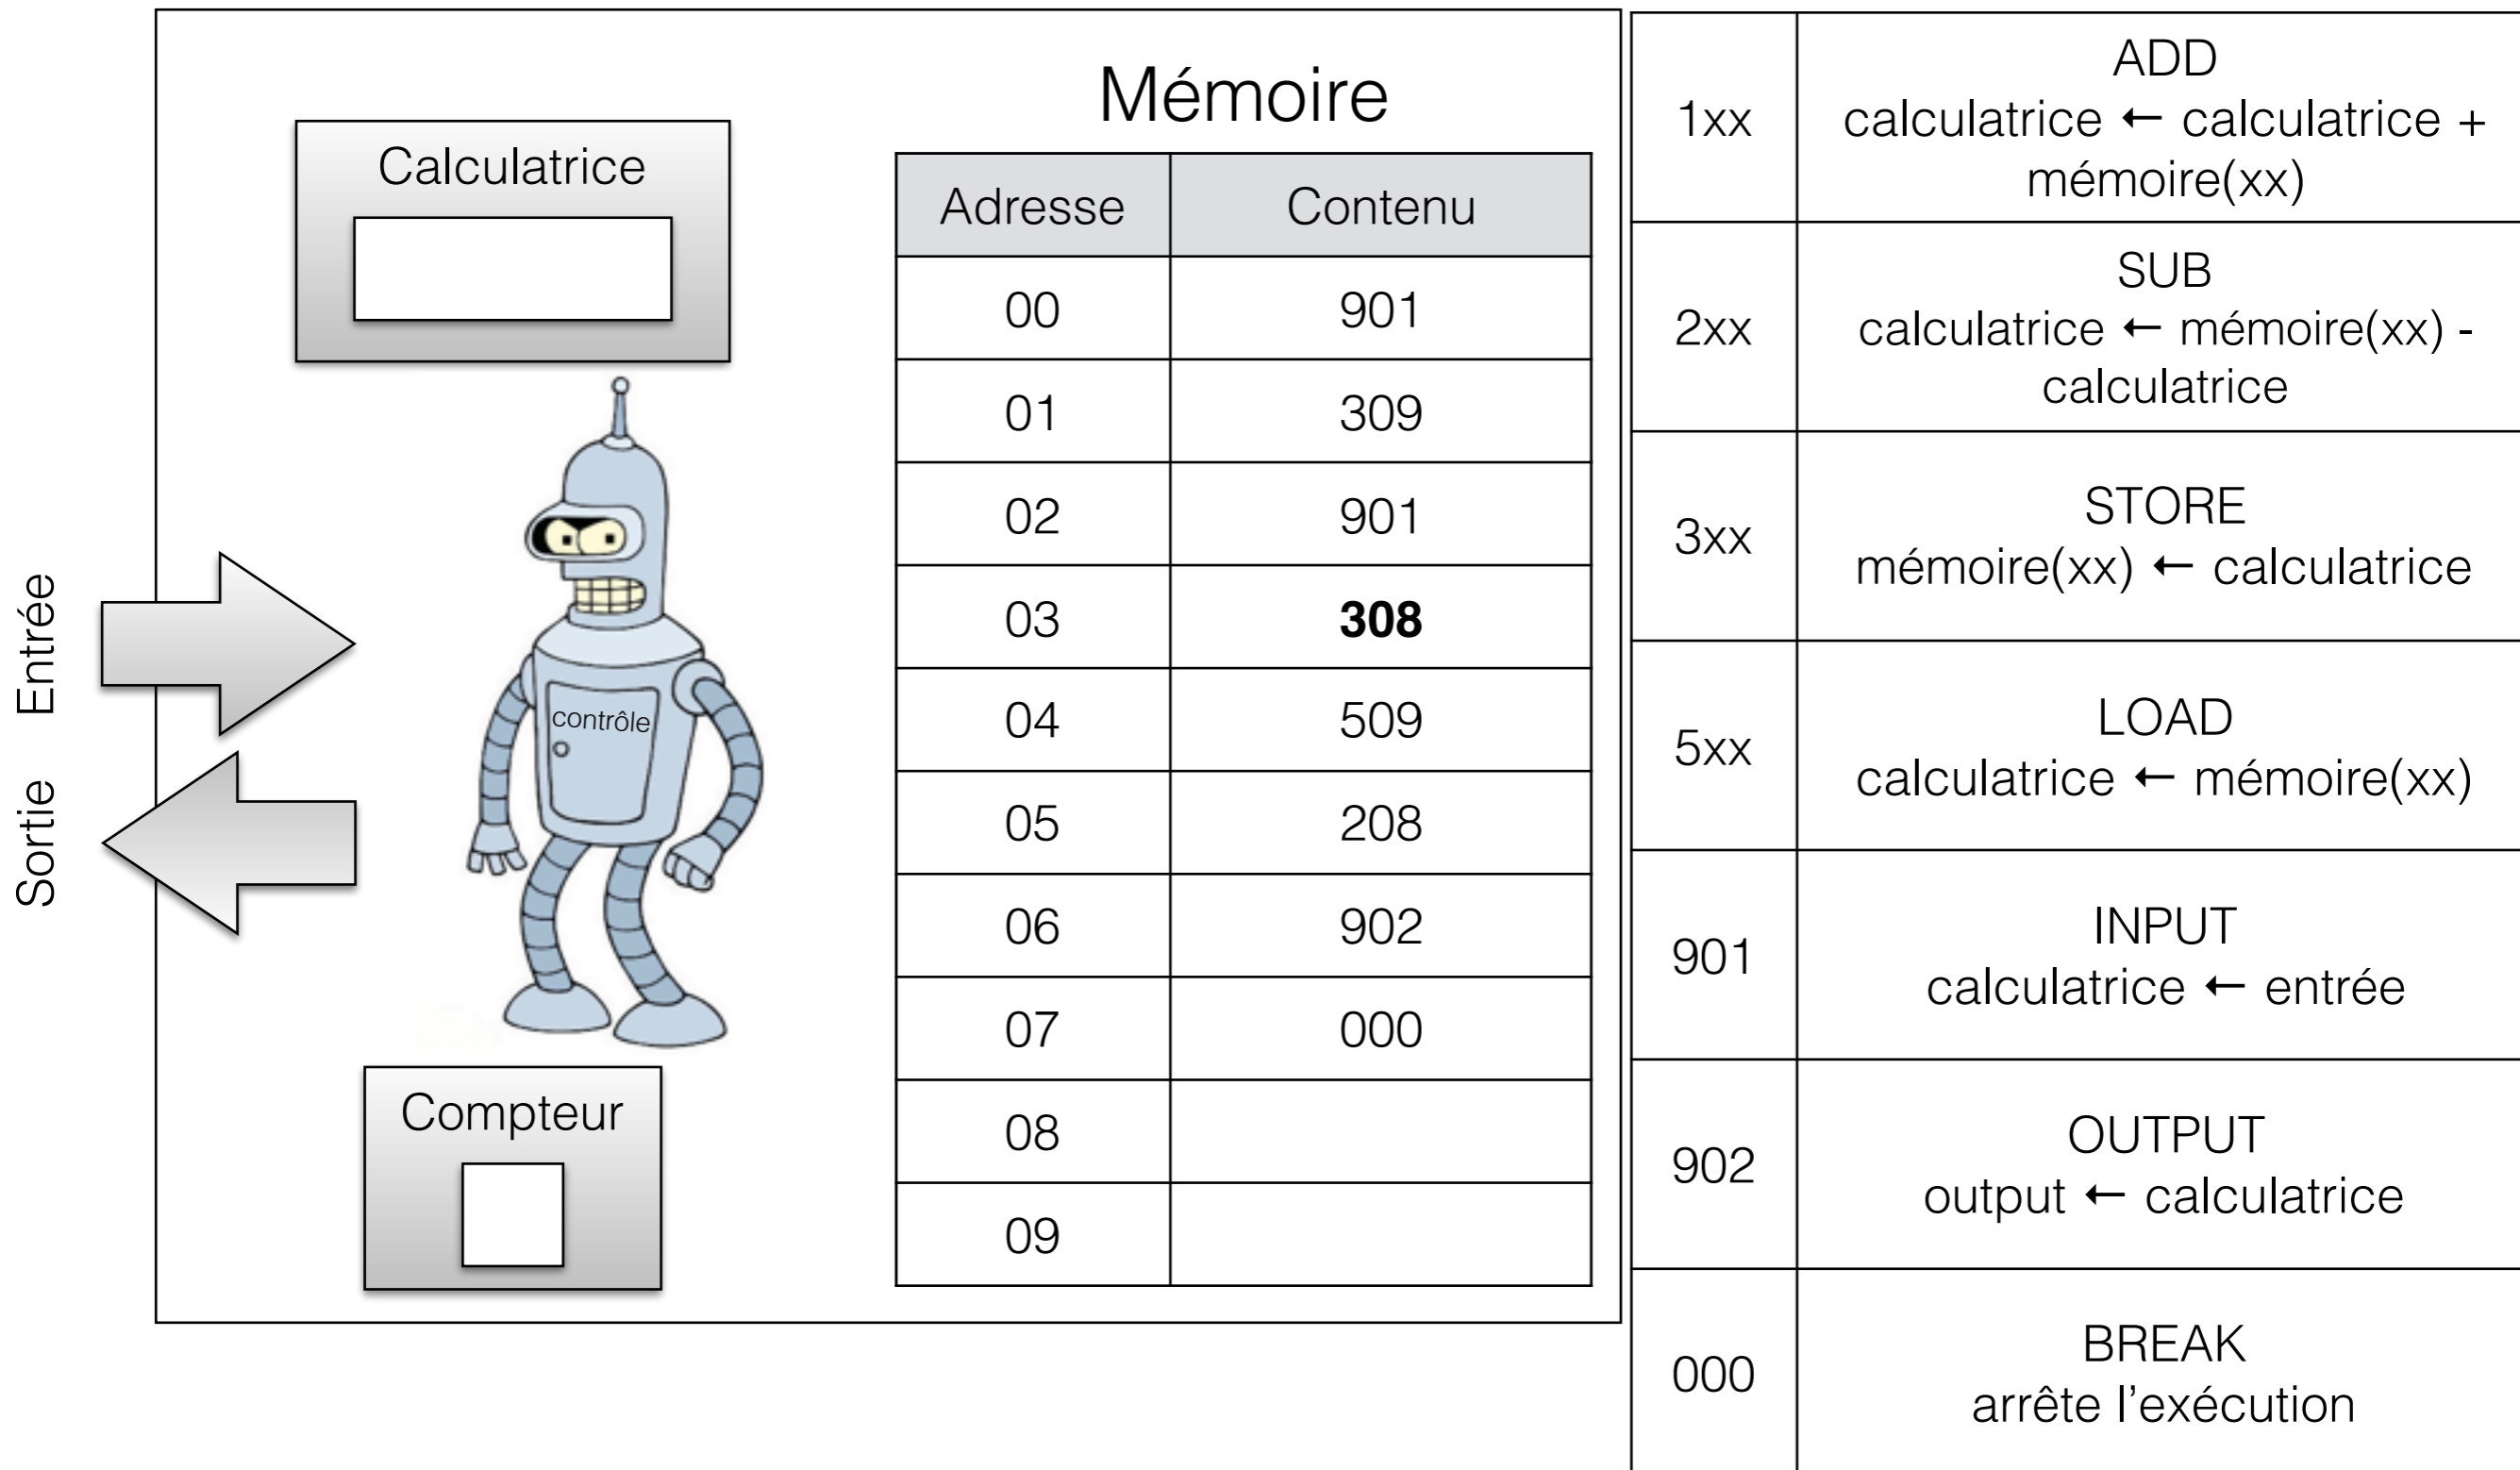 Entrée
Sortie
Calculatrice
contrôle
Compteur
Mémoire
Adresse Contenu
00 901
01 309
02 901
03 308
04 509
05 208
06 902
07 000
08
09
1xx
ADD
calculatrice ← calculatrice +
mémoire(xx)
2xx
SUB
calculatrice ← mémoire(xx) -
calculatrice
3xx
STORE
mémoire(xx) ← calculatrice
5xx
LOAD
calculatrice ← mémoire(xx)
901
INPUT
calculatrice ← entrée
902
OUTPUT
output ← calculatrice
000
BREAK
arrête l'exécution